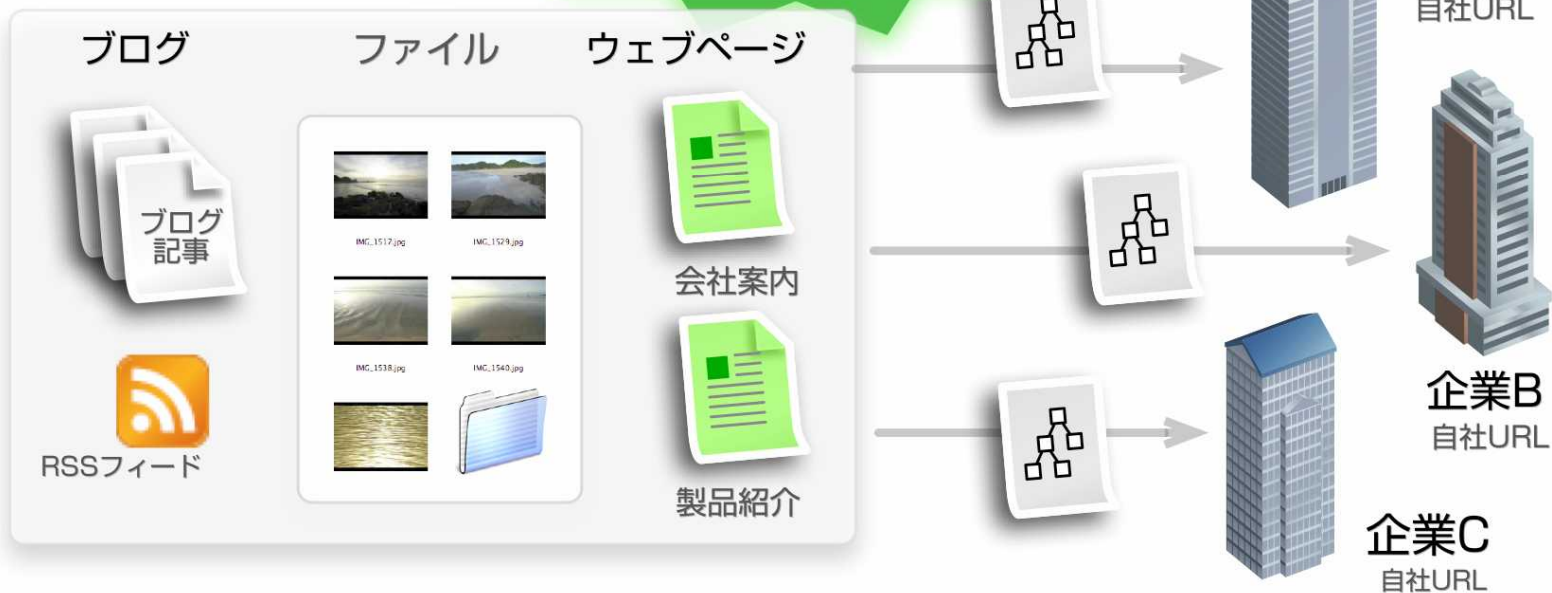 自社URL
ブログ
ファイル
ウェブページ
ブログ
記事
IMG_1517.jpg
IMG_1529.jpg
会社案内
IMG_1538.jpg
IMG_1540.jpg
RSSフィード
製品紹介
企業B
自社URL
企業C
自社URL